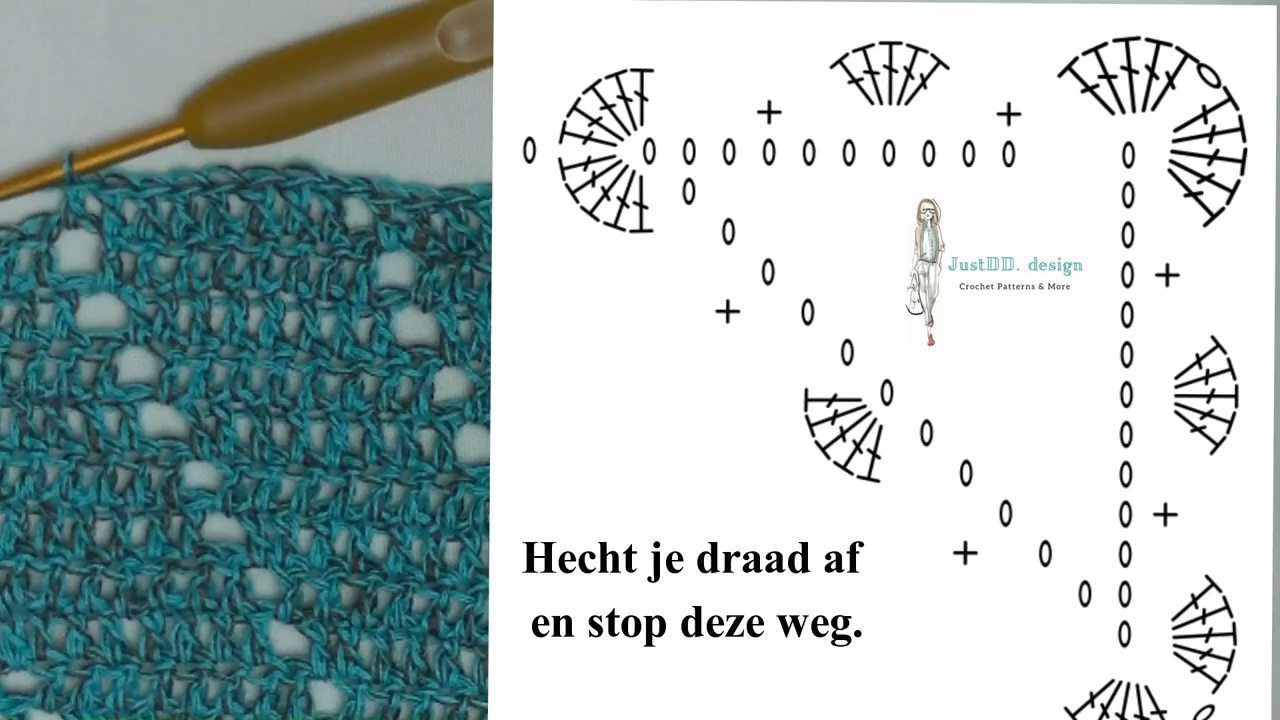 JustDD. design
Crochet Patterns & More
Hecht je draad af
en stop deze weg.